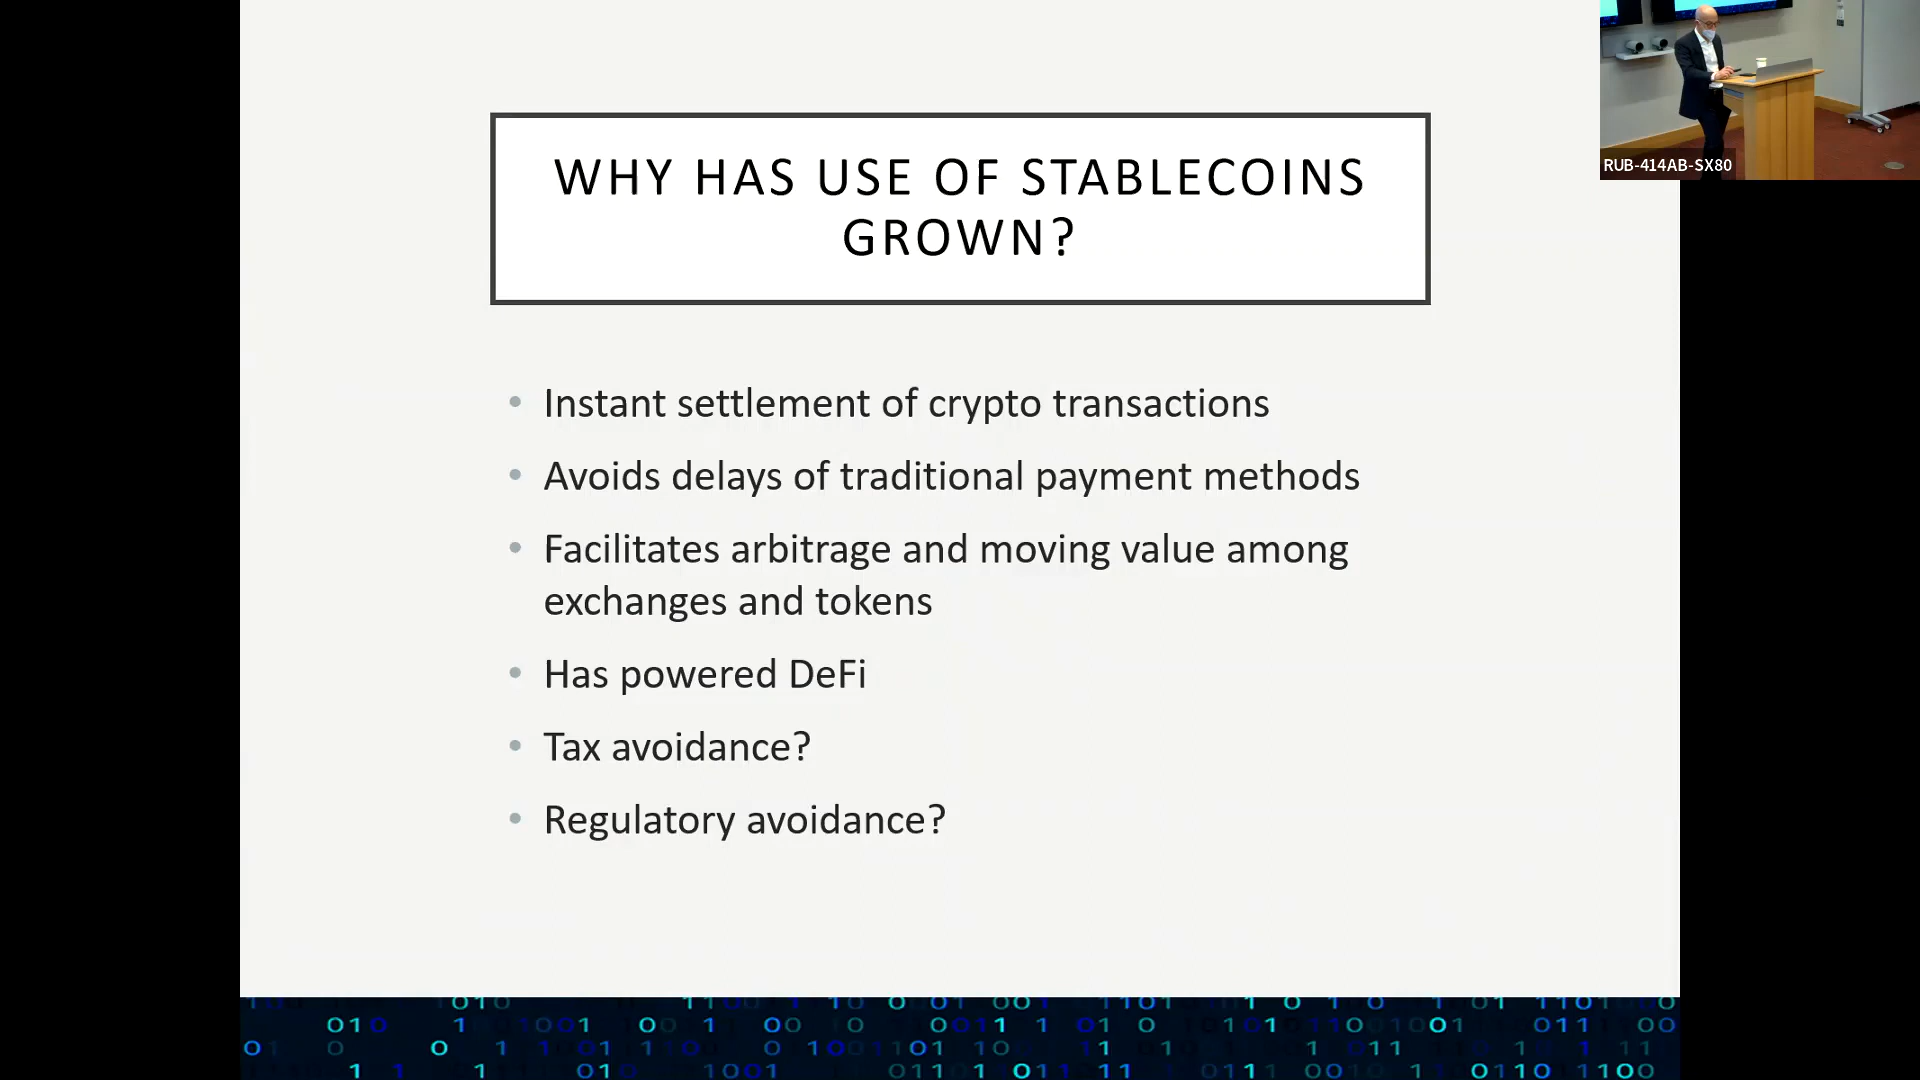 WHY HAS USE OF STABLECOINS
GROWN?
RUB-414AB-SX80
• Instant settlement of crypto transactions
• Avoids delays of traditional payment methods
• Facilitates arbitrage and moving value among
exchanges and tokens
• Has powered DeFi
• Tax avoidance?
• Regulatory avoidance?